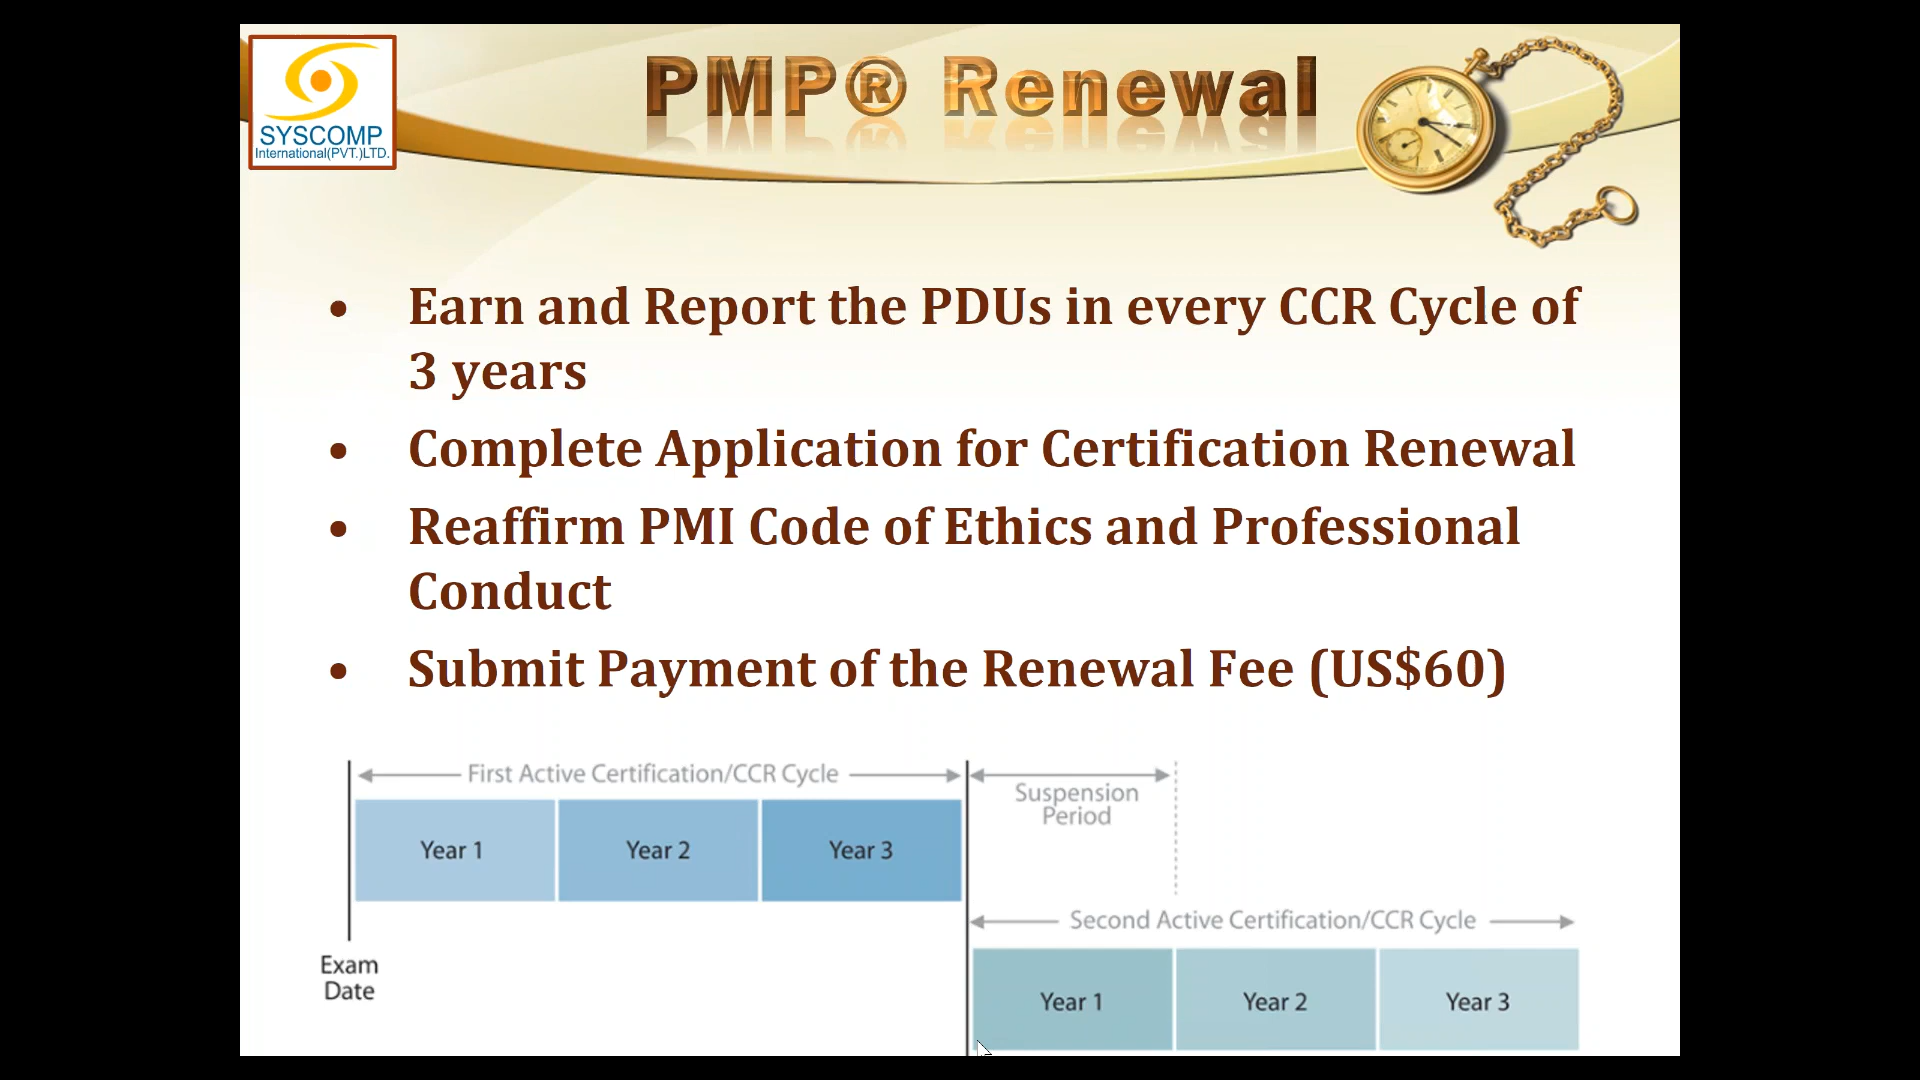 SYSCOMP
International(PVT.)LTD.
PMP® Renewal
• Earn and Report the PDUs in every CCR Cycle of
3 years
• Complete Application for Certification Renewal
• Reaffirm PMI Code of Ethics and Professional
Conduct
• Submit Payment of the Renewal Fee (US$60)
First Active Certification/CCR Cycle
Suspension
Period
Year 1
Year 2
Year 3
Exam
Date
Second Active Certification/CCR Cycle
Year 1
Year 2
Year 3